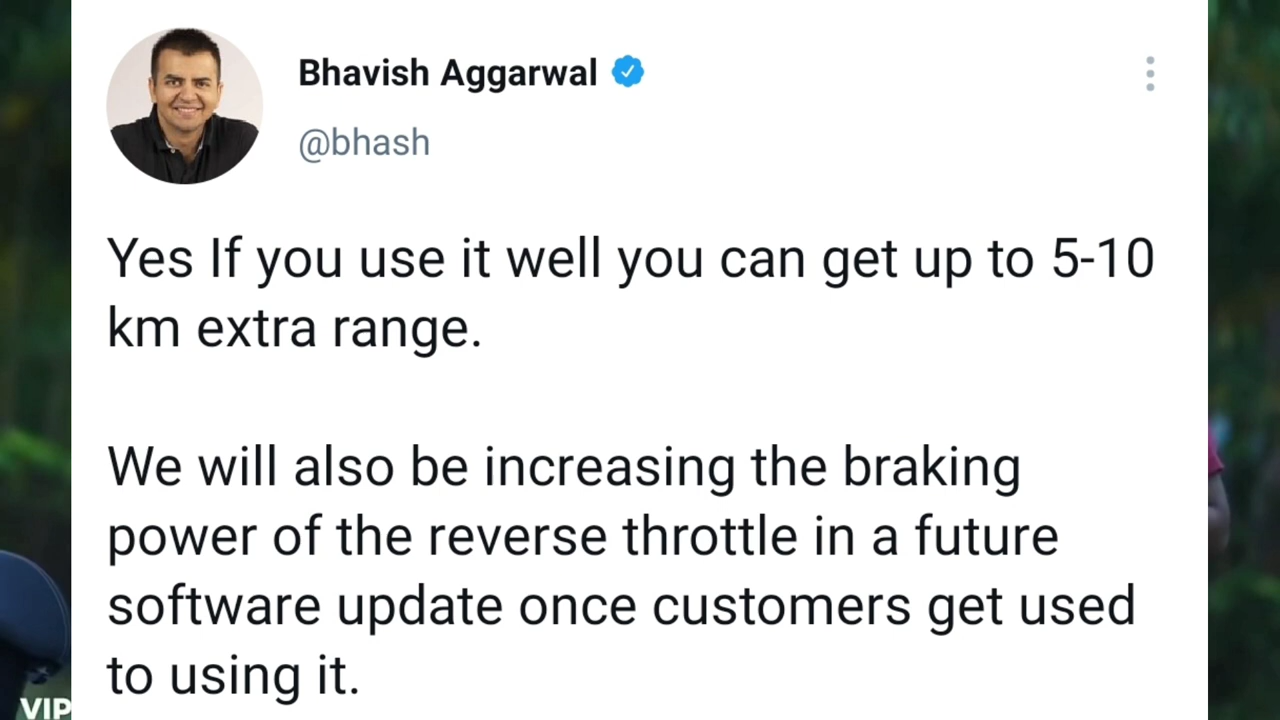 Bhavish Aggarwal
@bhash
Yes If you use it well you can get up to 5-10
km extra range.
We will also be increasing the braking
power of the reverse throttle in a future
software update once customers get used
to using it.
VIP